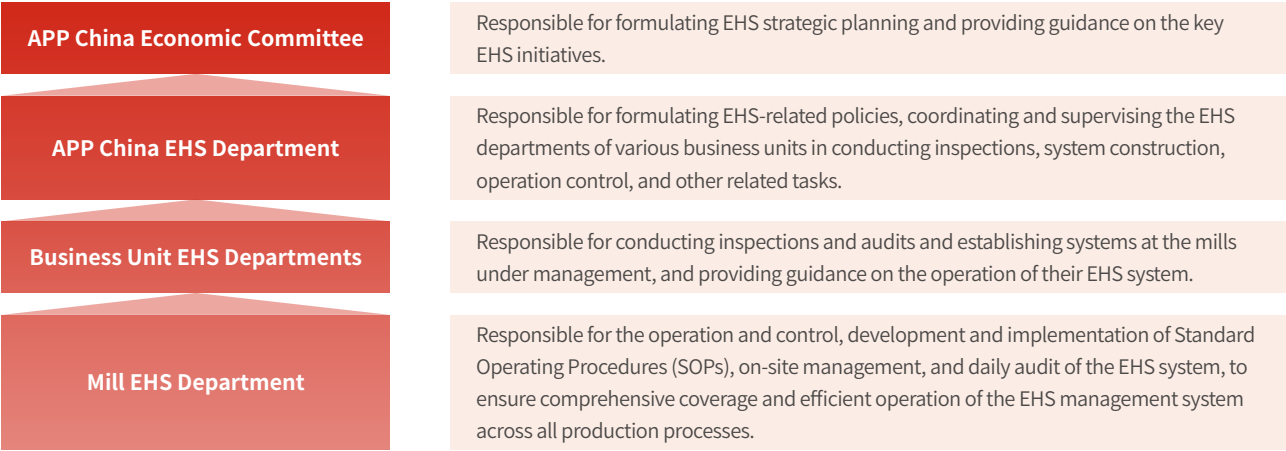 APP China Economic Committee
Responsible for formulating EHS strategic planning and providing guidance on the key
EHS initiatives.
APP China EHS Department
Responsible for formulating EHS-related policies, coordinating and supervising the EHS
departments of various business units in conducting inspections, system construction,
operation control, and other related tasks.
Business Unit EHS Departments
Responsible for conducting inspections and audits and establishing systems at the mills
under management, and providing guidance on the operation of their EHS system.
Mill EHS Department
Responsible for the operation and control, development and implementation of Standard
Operating Procedures (SOPs), on-site management, and daily audit of the EHS system, to
ensure comprehensive coverage and efficient operation of the EHS management system
across all production processes.